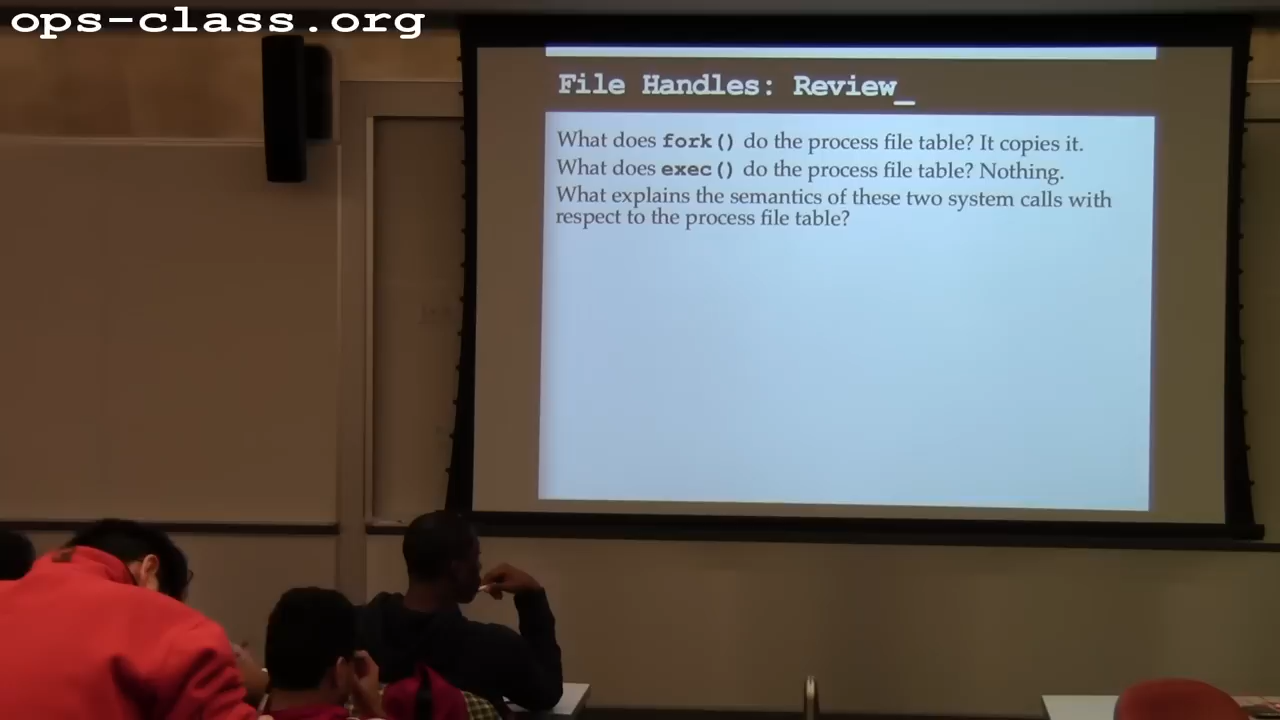 ops-class.org
File Handles: Review_
What does fork() do the process file table? It copies it.
What does exec() do the process file table? Nothing.
What explains the semantics of these two system calls with
respect to the process file table?